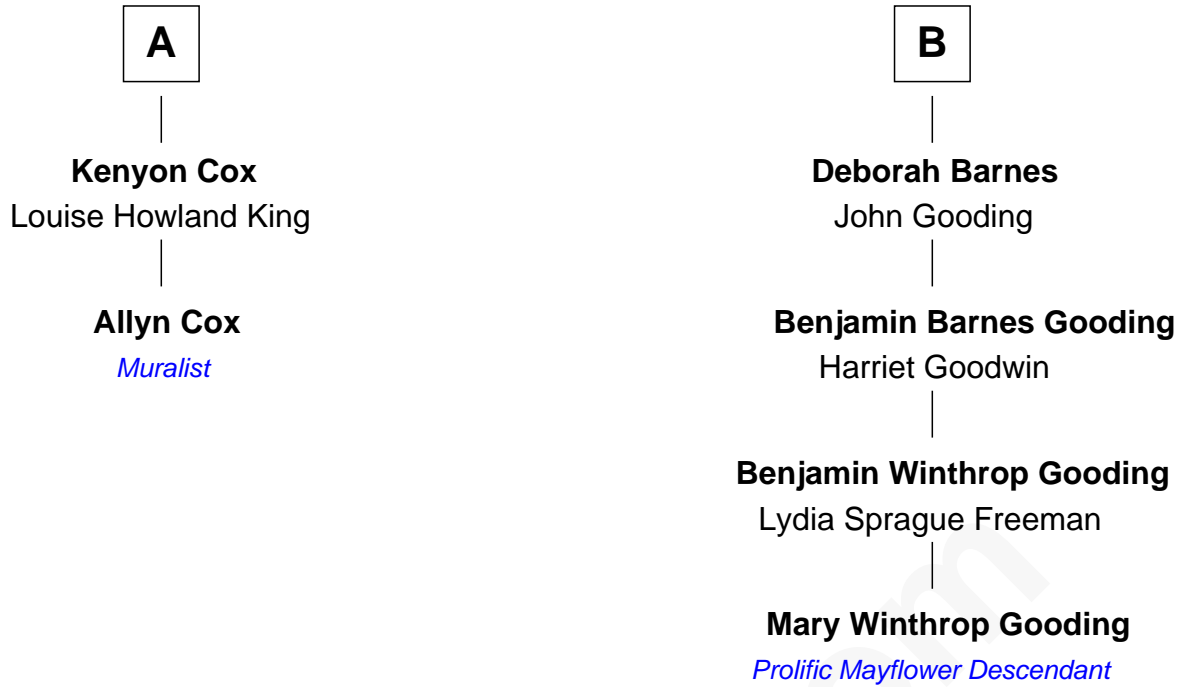 A
Kenyon Cox
Louise Howland King
Allyn Cox
Muralist
B
Deborah Barnes
John Gooding
Benjamin Barnes Gooding
Harriet Goodwin
Benjamin Winthrop Gooding
Lydia Sprague Freeman
Mary Winthrop Gooding
Prolific Mayflower Descendant